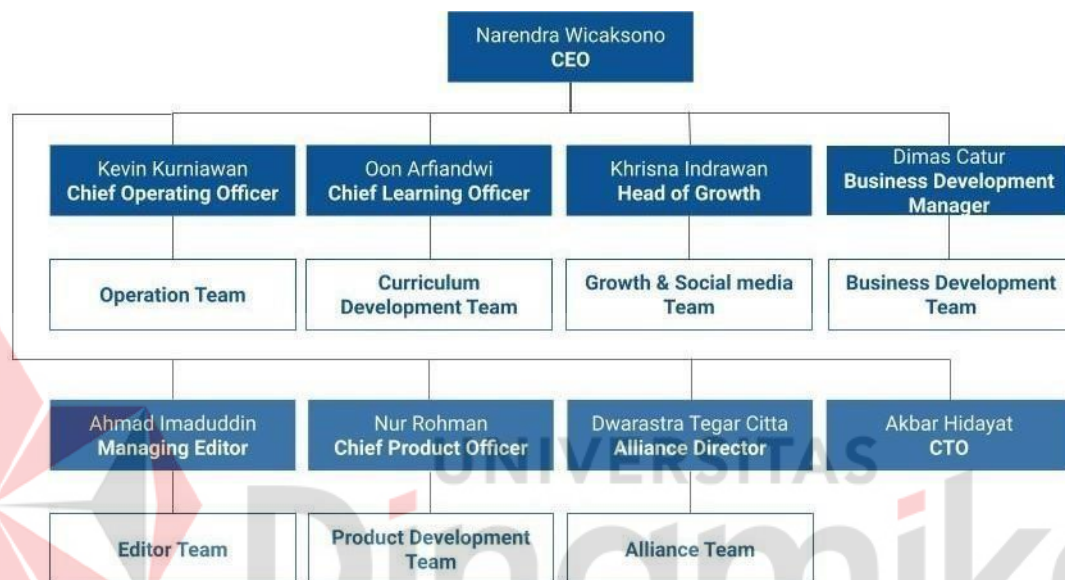 Narendra Wicaksono
CEO
Kevin Kurniawan
Chief Operating Officer
Oon Arfiandwi
Chief Learning Officer
Khrisna Indrawan
Head of Growth
Dimas Catur
Business Development
Manager
Operation Team
Curriculum
Development Team
Growth & Social media
Team
Business Development
Team
Ahmad Imaduddin
Managing Editor
Nur Rohman
Chief Product Officer
Dwarastra Tegar Citta
Alliance Director
Akbar Hidayat
CTO
UNIVERSITAS
Editor Team
Product Development
Team
Alliance Team
Dinamika